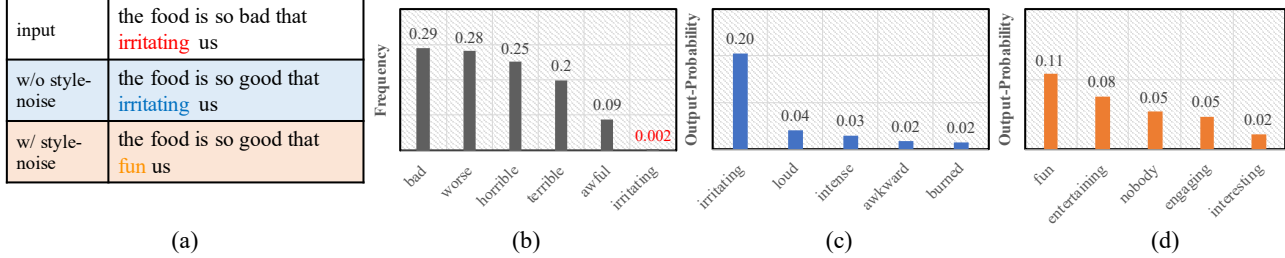 input
the food is so bad that
irritating us
w/o style-
noise
the food is so good that
irritating us
w/ style-
noise
the food is so good that
fun us
(a)
Frequency
0.29
0.28
0.25
0.2
0.09
0.002
bad
worse
horrible
terrible
awful
irritating
(b)
Output-Probability
0.20
0.04
0.03
0.02
0.02
irritating
loud
intense
awkward
burned
(c)
Output-Probability
0.11
0.08
0.05
0.05
0.02
fun
entertaining
nobody
engaging
interesting
(d)